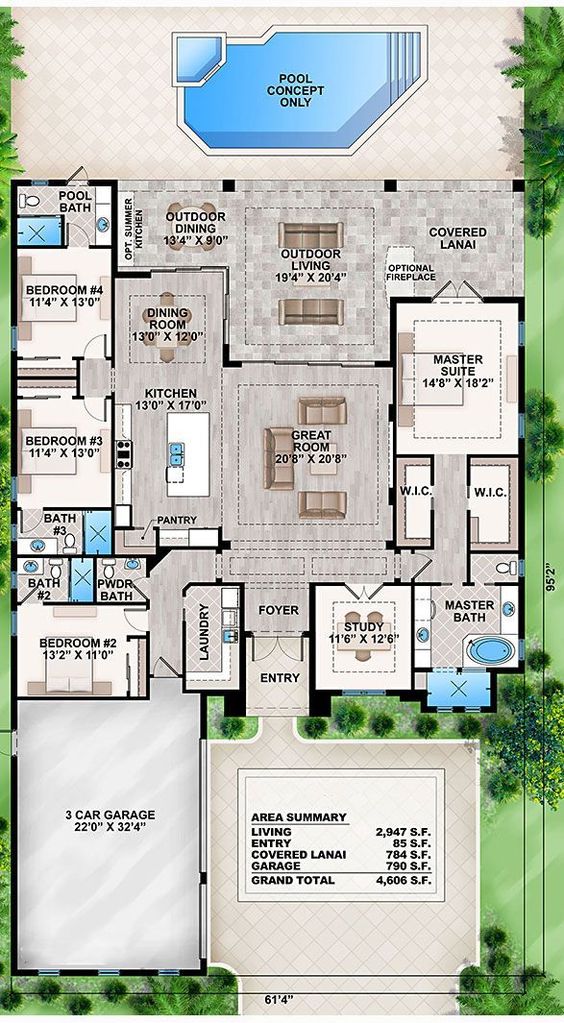 POOL
CONCEPT
ONLY
POOL
BATH
OPT. SUMMER
KITCHEN
OUTDOOR
DINING
13'4" X 9'0"
OUTDOOR
LIVING
19'4" X 20'4"
COVERED
LANAI
OPTIONAL
FIREPLACE
BEDROOM #4
11'4" X 13'0"
DINING
ROOM
13'0" X 12'0"
MASTER
SUITE
14'8" X 18'2"
KITCHEN
13'0" X 17'0"
BEDROOM #3
11'4" X 13'0"
GREAT
ROOM
20'8" X 20'8"
W.I.C.
W.I.C.
PANTRY
BATH
#3
BATH
#2
PWDR
BATH
95'2"
LAUNDRY
FOYER
STUDY
11'6" X 12'6"
MASTER
BATH
BEDROOM #2
13'2" X 11'0"
ENTRY
3 CAR GARAGE
22'0" X 32'4"
AREA SUMMARY
LIVING 2,947 S.F.
ENTRY 85 S.F.
COVERED LANAI 784 S.F.
GARAGE 790 S.F.
GRAND TOTAL 4,606 S.F.
61'4"